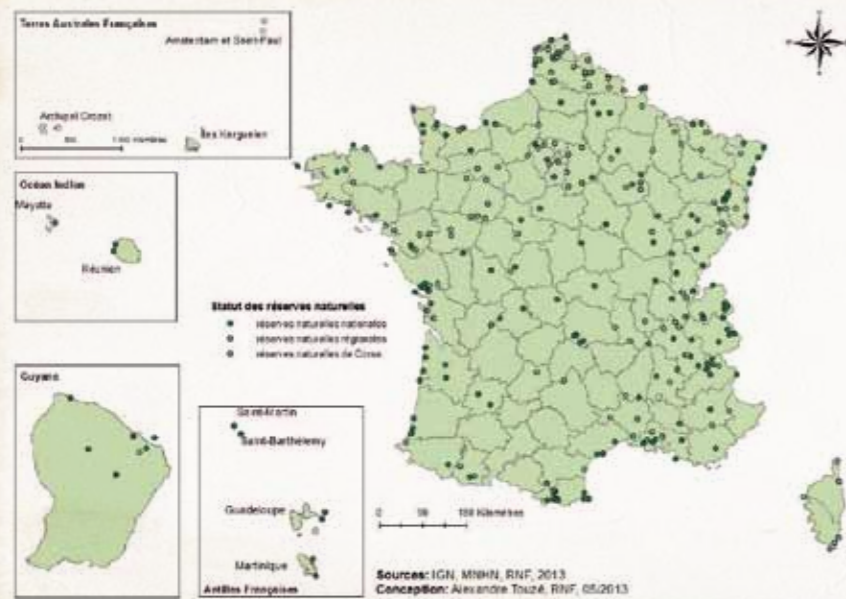 Terres Australes Françaises
Amsterdam et Saint-Paul
Archipel Crozet
Îles Kerguelen
Océan Indien
Mayotte
Réunion
Statut des réserves naturelles
réserves naturelles nationales
réserves naturelles régionales
réserves naturelles de Corse
Guyane
Saint-Martin
Saint-Barthélemy
Guadeloupe
Martinique
Antilles Françaises
0 90 180 Kilomètres
Sources: IGN, MNHN, RNF, 2013
Conception: Alexandre Touzé, RNF, 05/2013